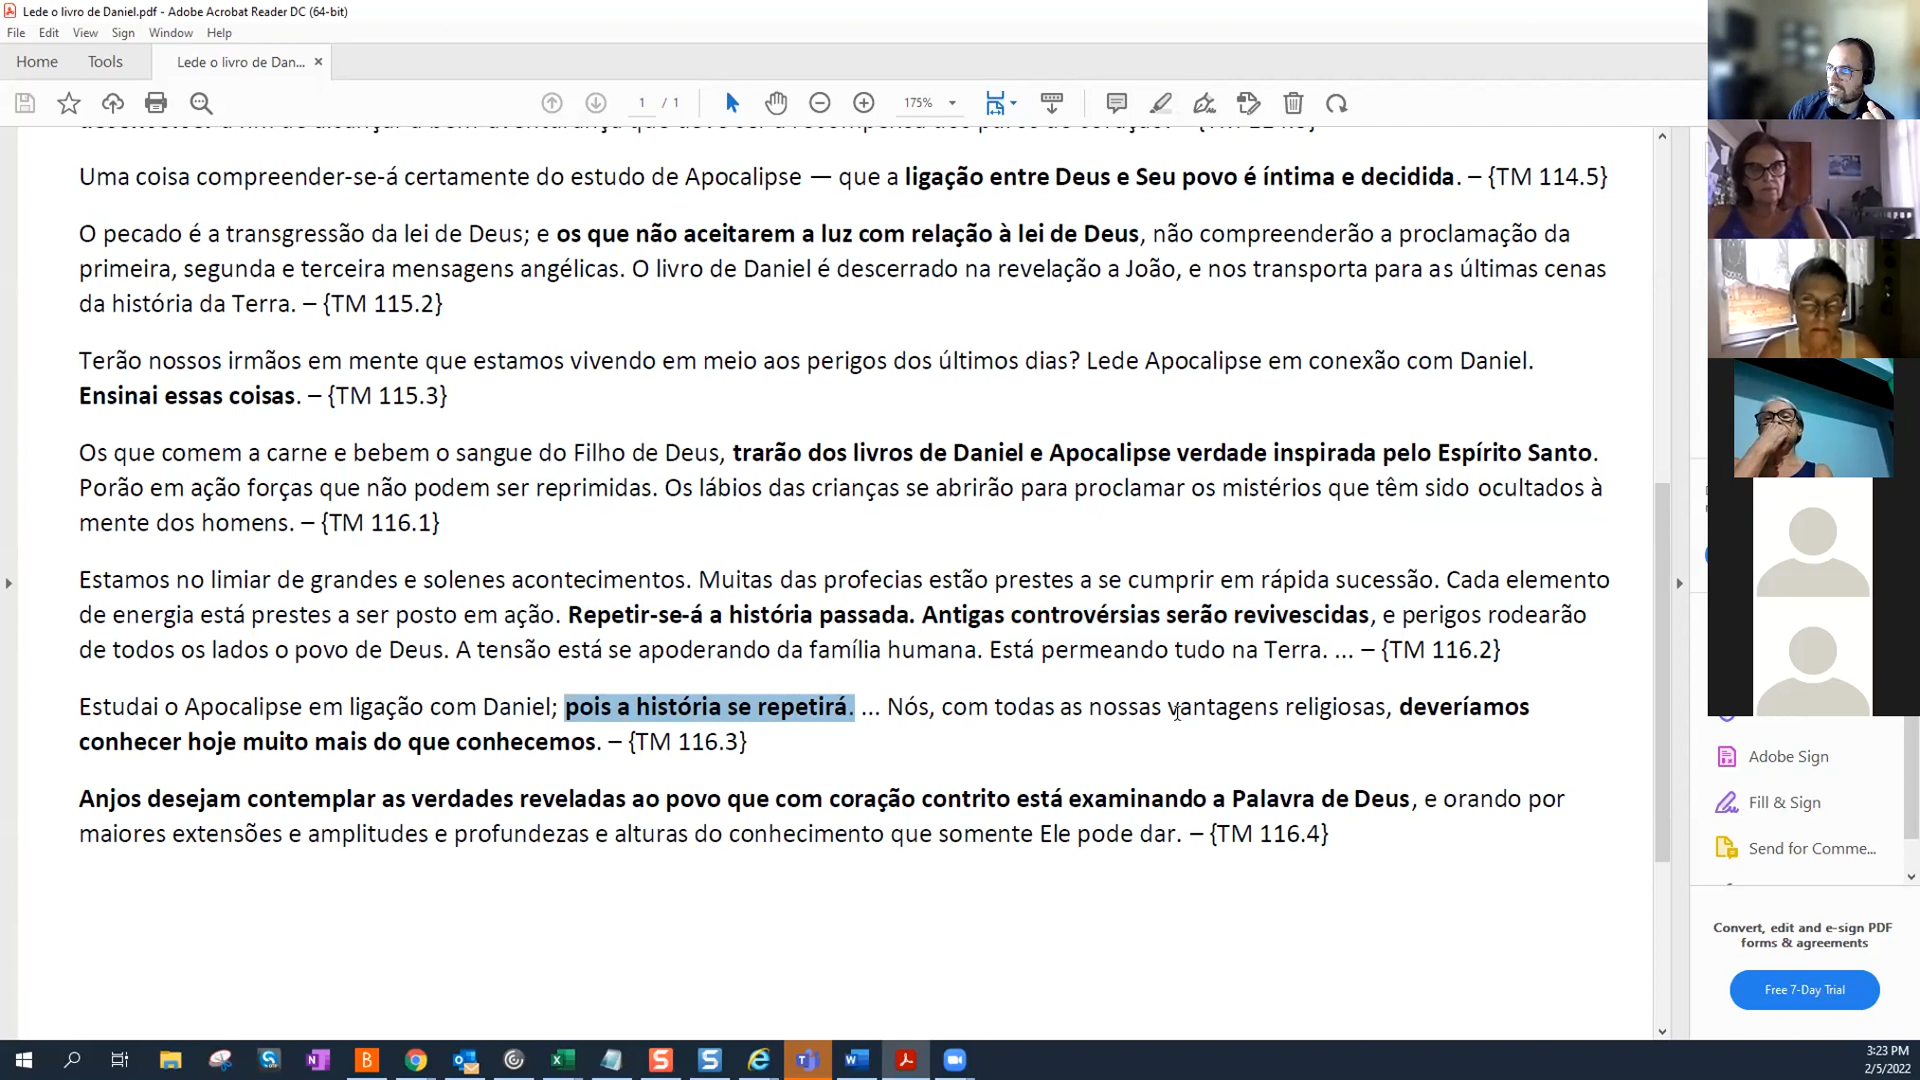 Lede o livro de Daniel.pdf - Adobe Acrobat Reader DC (64-bit)
File Edit View Sign Window Help
Home Tools Lede o livro de Dan... ×
1 / 1 175%
Uma coisa compreender-se-á certamente do estudo de Apocalipse — que a ligação entre Deus e Seu povo é íntima e decidida. – {TM 114.5}
O pecado é a transgressão da lei de Deus; e os que não aceitarem a luz com relação à lei de Deus, não compreenderão a proclamação da
primeira, segunda e terceira mensagens angélicas. O livro de Daniel é descerrado na revelação a João, e nos transporta para as últimas cenas
da história da Terra. – {TM 115.2}
Terão nossos irmãos em mente que estamos vivendo em meio aos perigos dos últimos dias? Lede Apocalipse em conexão com Daniel.
Ensinai essas coisas. – {TM 115.3}
Os que comem a carne e bebem o sangue do Filho de Deus, trarão dos livros de Daniel e Apocalipse verdade inspirada pelo Espírito Santo.
Porão em ação forças que não podem ser reprimidas. Os lábios das crianças se abrirão para proclamar os mistérios que têm sido ocultados à
mente dos homens. – {TM 116.1}
Estamos no limiar de grandes e solenes acontecimentos. Muitas das profecias estão prestes a se cumprir em rápida sucessão. Cada elemento
de energia está prestes a ser posto em ação. Repetir-se-á a história passada. Antigas controvérsias serão revivescidas, e perigos rodearão
de todos os lados o povo de Deus. A tensão está se apoderando da família humana. Está permeando tudo na Terra. ... – {TM 116.2}
Estudai o Apocalipse em ligação com Daniel; pois a história se repetirá. ... Nós, com todas as nossas vantagens religiosas, deveríamos
conhecer hoje muito mais do que conhecemos. – {TM 116.3}
Anjos desejam contemplar as verdades reveladas ao povo que com coração contrito está examinando a Palavra de Deus, e orando por
maiores extensões e amplitudes e profundezas e alturas do conhecimento que somente Ele pode dar. – {TM 116.4}
Adobe Sign
Fill & Sign
Send for Comme...
Convert, edit and e-sign PDF
forms & agreements
Free 7-Day Trial
3:23 PM
2/5/2022